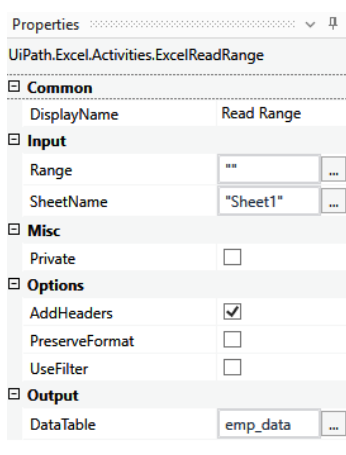 Properties
UiPath.Excel.Activities.ExcelReadRange
Common
DisplayName Read Range
Input
Range "" ...
SheetName "Sheet1" ...
Misc
Private
Options
AddHeaders
PreserveFormat
UseFilter
Output
DataTable emp_data ...